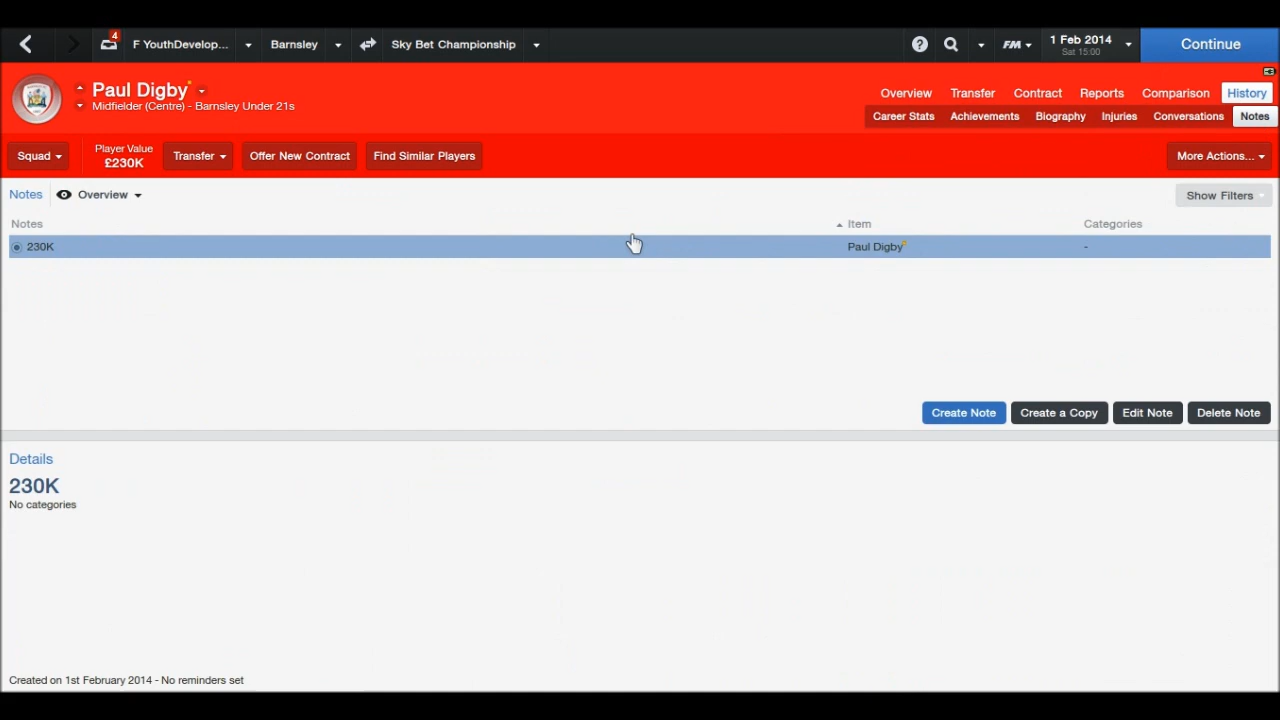 4
F YouthDevelop... Barnsley Sky Bet Championship ? FM 1 Feb 2014 Continue
Sat 15:00
Paul Digby
Midfielder (Centre) - Barnsley Under 21s
Overview Transfer Contract Reports Comparison History
Career Stats Achievements Biography Injuries Conversations Notes
Squad Player Value Transfer Offer New Contract Find Similar Players More Actions...
£230K
Notes Overview Show Filters
Notes Item Categories
230K Paul Digby -
Create Note Create a Copy Edit Note Delete Note
Details
230K
No categories
Created on 1st February 2014 - No reminders set